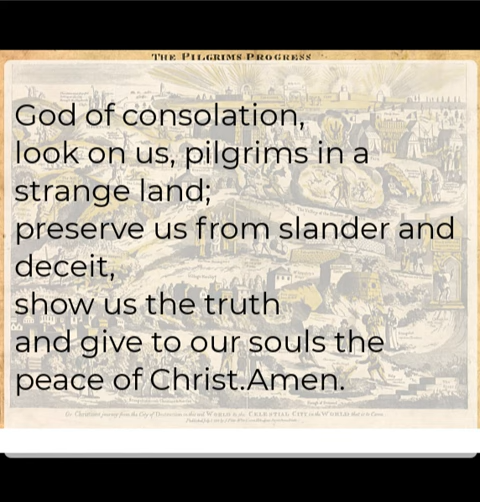 THE PILGRIMS PROGRESS
God of consolation,
look on us, pilgrims in a
strange land;
preserve us from slander and
deceit,
show us the truth
and give to our souls the
peace of Christ.Amen.